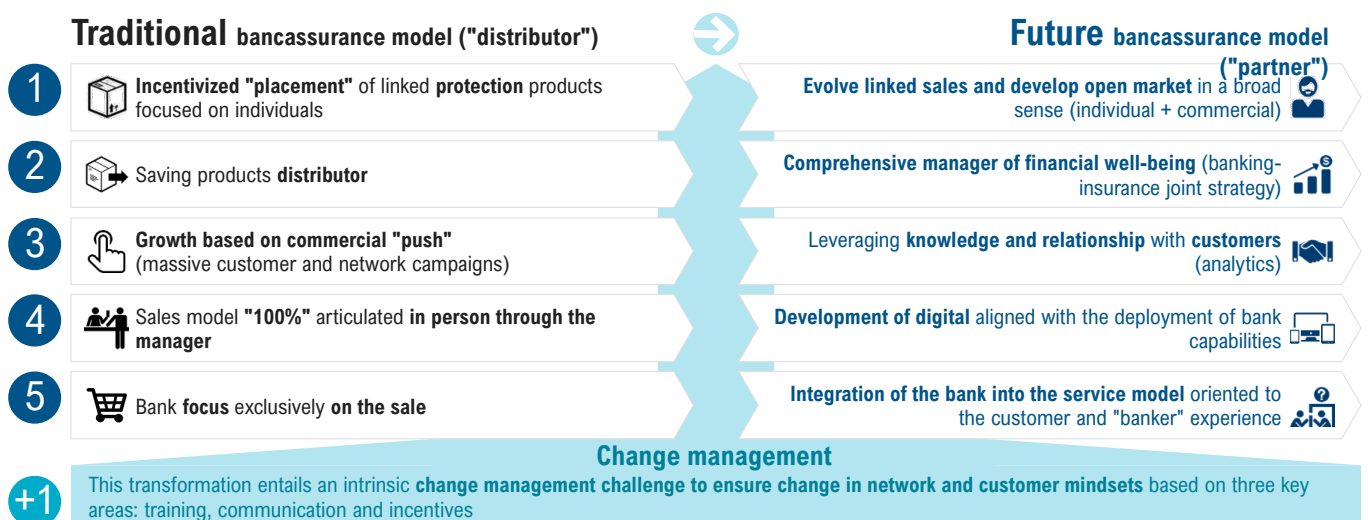 Traditional bancassurance model ("distributor")
Future bancassurance model
("partner")
1
Incentivized "placement" of linked protection products
focused on individuals
Evolve linked sales and develop open market in a broad
sense (individual + commercial)
2
Saving products distributor
Comprehensive manager of financial well-being (banking-
insurance joint strategy)
3
Growth based on commercial "push"
(massive customer and network campaigns)
Leveraging knowledge and relationship with customers
(analytics)
4
Sales model "100%" articulated in person through the
manager
Development of digital aligned with the deployment of bank
capabilities
5
Bank focus exclusively on the sale
Integration of the bank into the service model oriented to
the customer and "banker" experience
Change management
+1
This transformation entails an intrinsic change management challenge to ensure change in network and customer mindsets based on three key
areas: training, communication and incentives